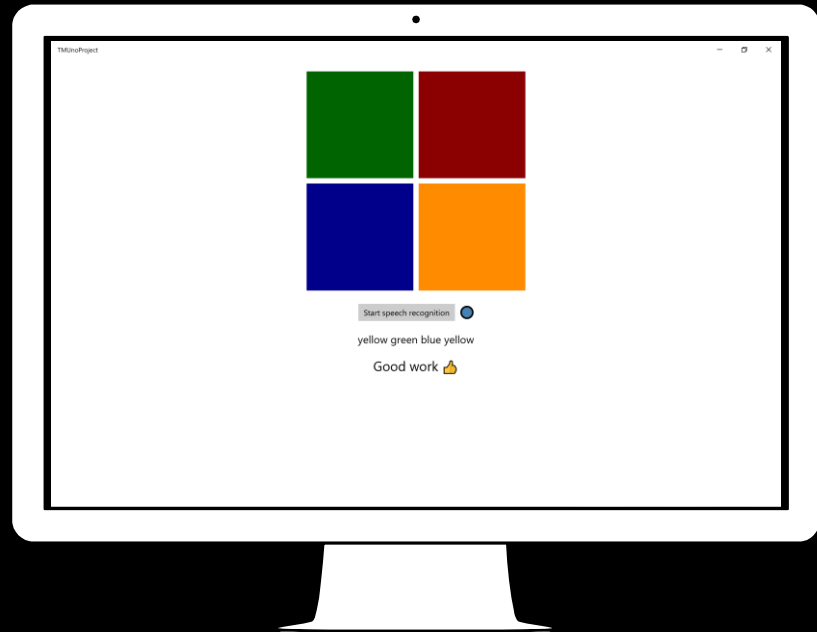 TMUnoProject
Start speech recognition
yellow green blue yellow
Good work 👍